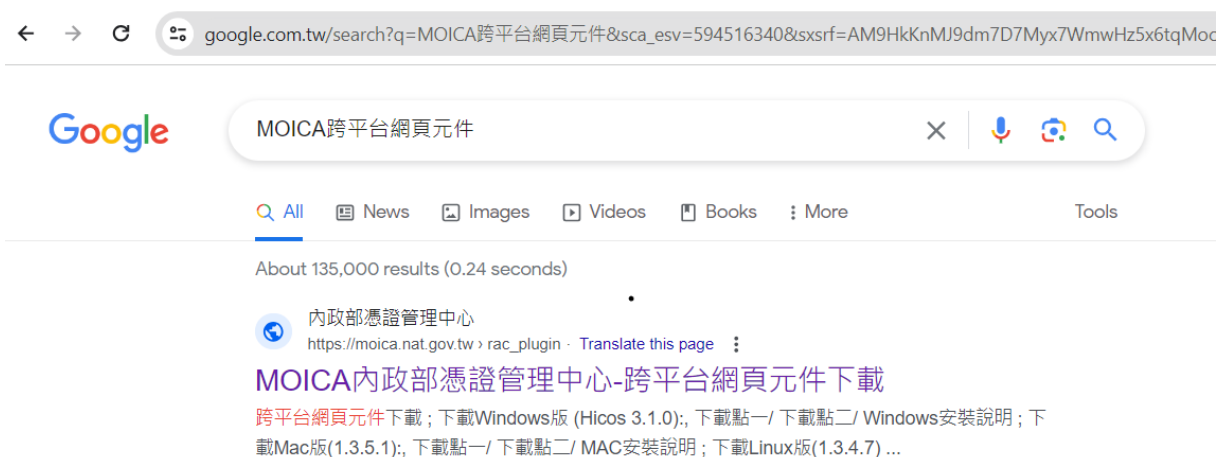 google.com.tw/search?q=MOICA跨平台網頁元件&sca_esv=594516340&sxsrf=AM9HkKnMJ9dm7D7Myx7WmwHz5x6tqMoc
Google
MOICA跨平台網頁元件
All News Images Videos Books More Tools
About 135,000 results (0.24 seconds)
內政部憑證管理中心
https://moica.nat.gov.tw › rac_plugin · Translate this page
MOICA內政部憑證管理中心-跨平台網頁元件下載
跨平台網頁元件下載 ; 下載Windows版 (Hicos 3.1.0):, 下載點一/ 下載點二/ Windows安裝說明 ; 下
載Mac版(1.3.5.1):, 下載點一/ 下載點二/ MAC安裝說明 ; 下載Linux版(1.3.4.7) ...